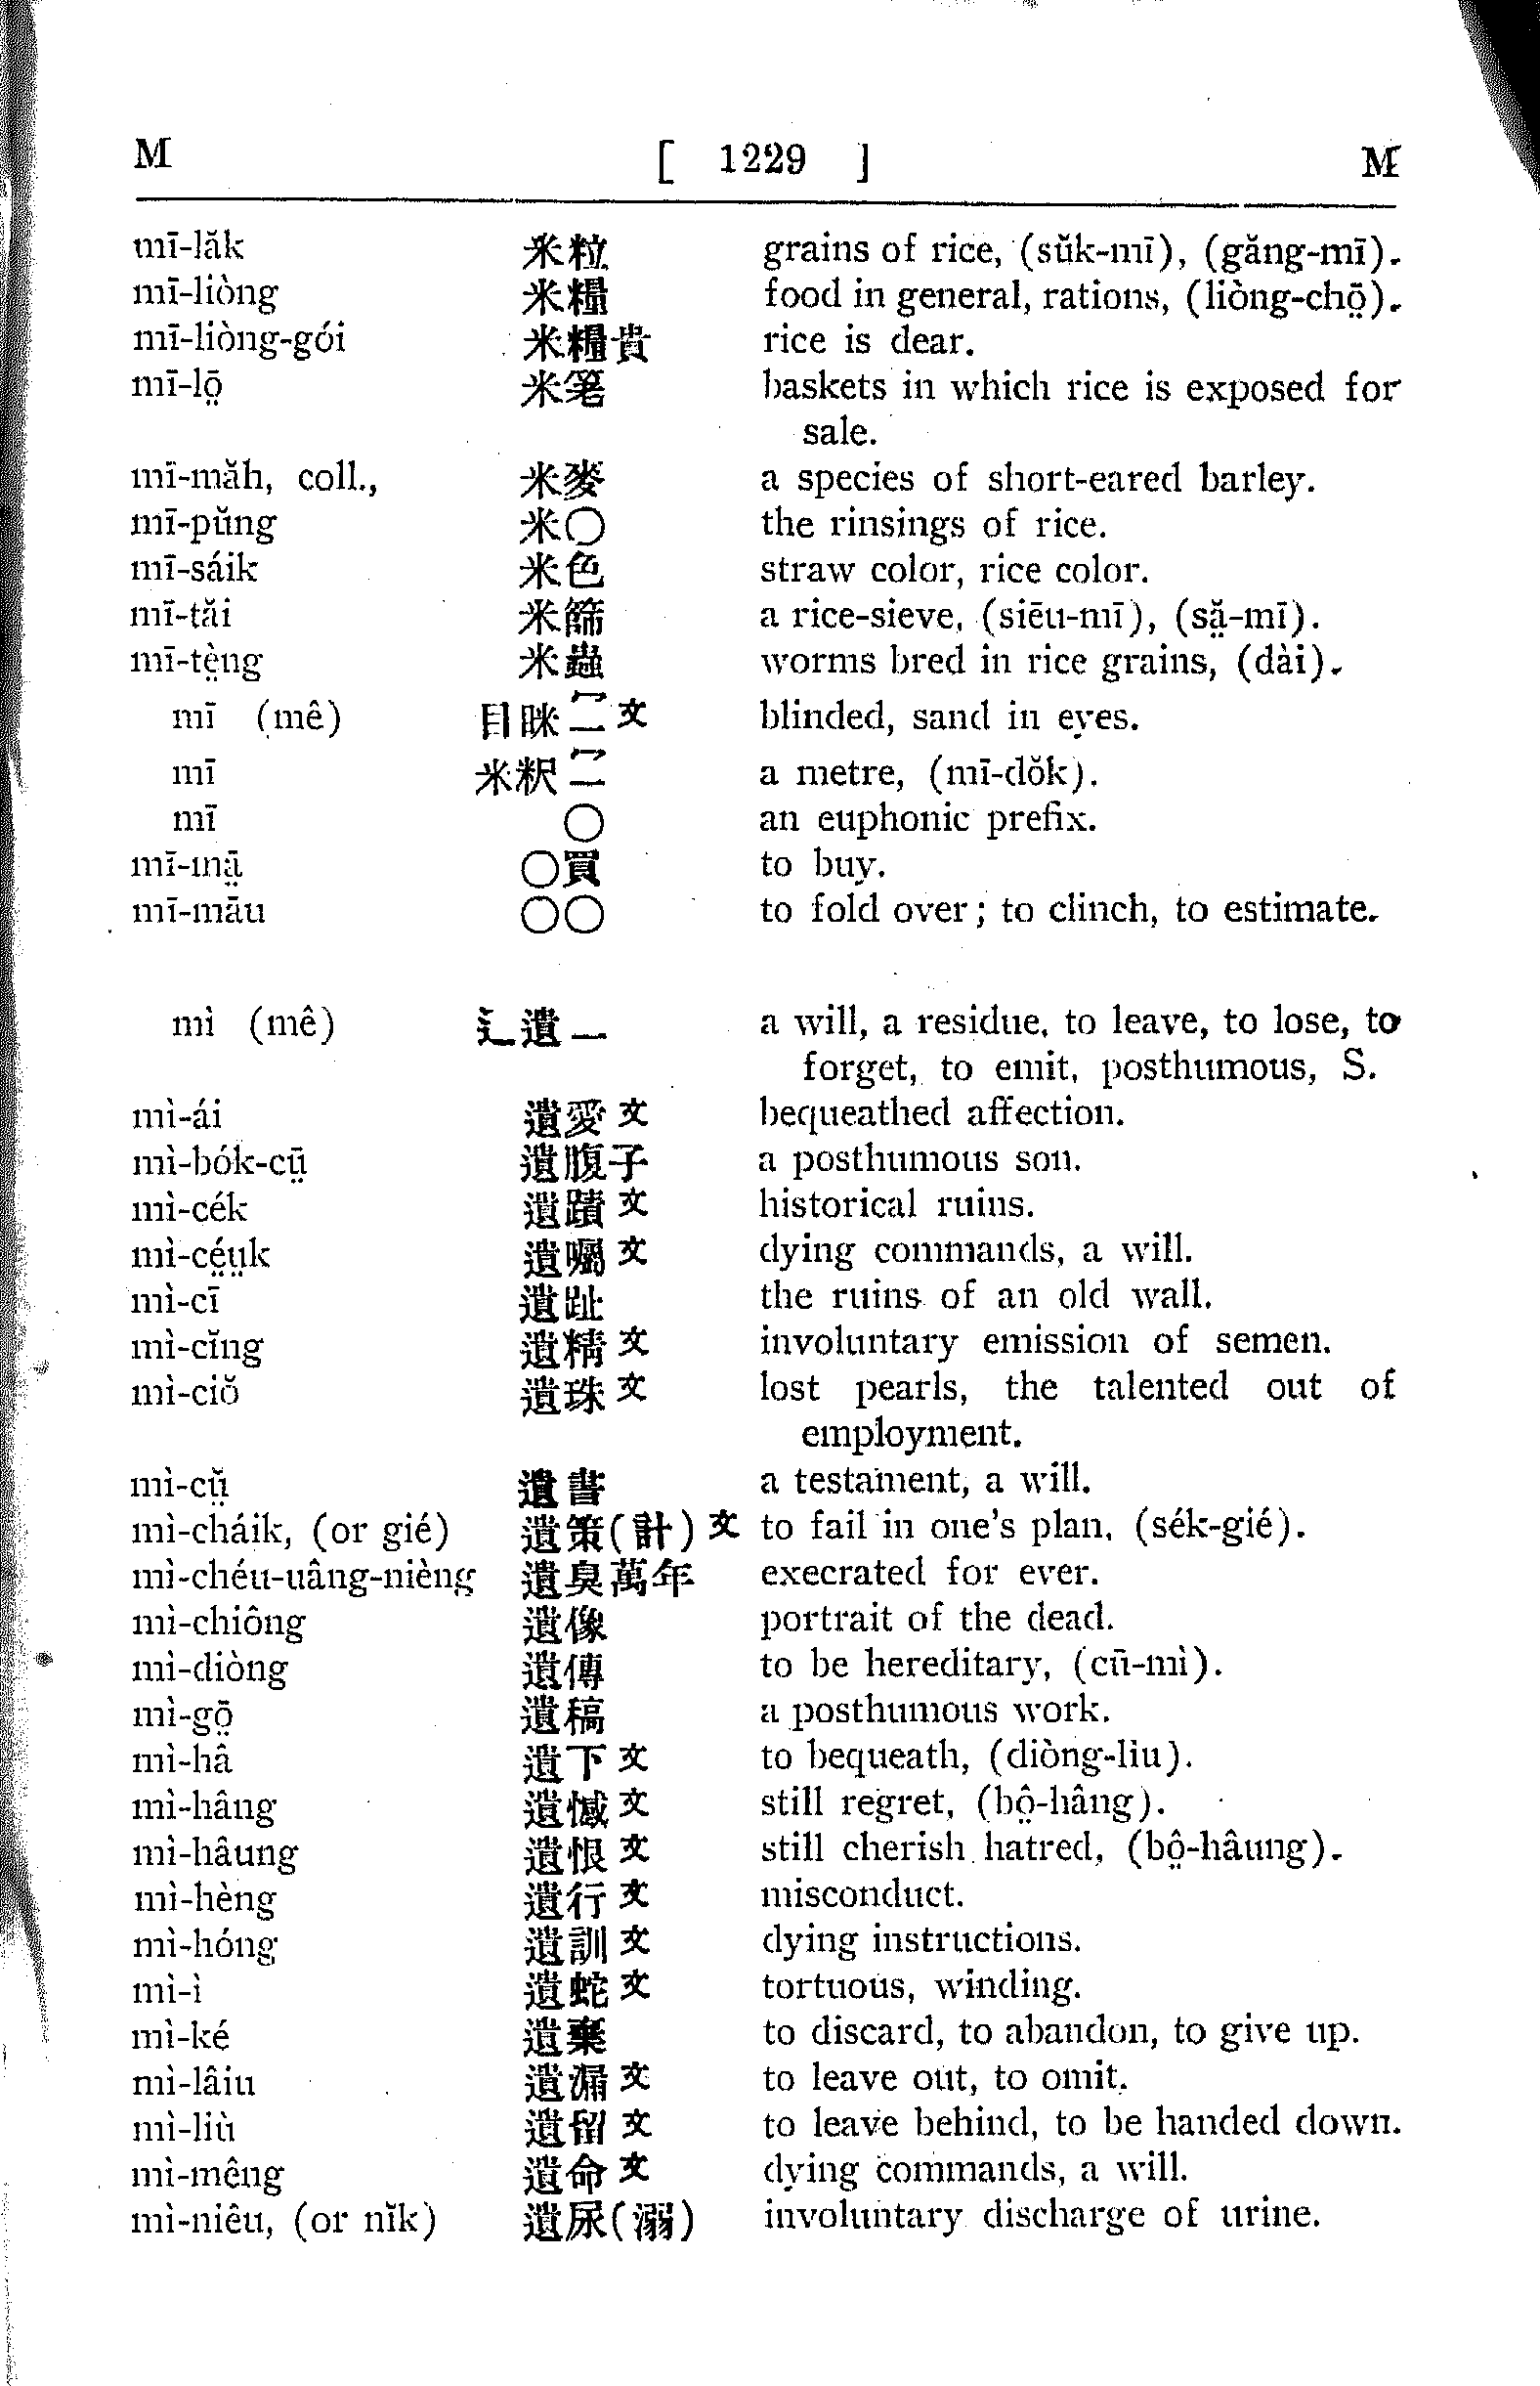 M [ 1229 ] M
mī-lăk 米粒 grains of rice, (sŭk-mī), (găng-mī).
mī-liòng 米糧 food in general, rations, (liòng-chō̤).
mī-liòng-gói 米糧貴 rice is dear.
mī-lō̤ 米箸 baskets in which rice is exposed for
sale.
mī-măh, coll., 米麥 a species of short-eared barley.
mī-pŭng 米〇 the rinsings of rice.
mī-sáik 米色 straw color, rice color.
mī-tăi 米篩 a rice-sieve, (siēu-mī), (să̤-mī).
mī-tè̤ng 米蟲 worms bred in rice grains, (dài).
mī (mê) 目眯 文 blinded, sand in eyes.
mī 米粎 a metre, (mī-dŏk).
mī 〇 an euphonic prefix.
mī-mā̤ 〇買 to buy.
mī-māu 〇〇 to fold over; to clinch, to estimate.
mì (mê) 辶遺一 a will, a residue, to leave, to lose, to
forget, to emit, posthumous, S.
mì-ái 遺愛文 bequeathed affection.
mì-bók-cṳ̄ 遺腹子 a posthumous son.
mì-cék 遺蹟文 historical ruins.
mì-cé̤ṳk 遺囑文 dying commands, a will.
mì-cī 遺趾 the ruins of an old wall.
mì-cĭng 遺精文 involuntary emission of semen.
mì-ciŏ 遺珠文 lost pearls, the talented out of
employment.
mì-cṳ̆ 遺書 a testament, a will.
mì-cháik, (or gié) 遺策(計)文 to fail in one's plan, (sék-gié).
mì-chéu-uâng-nièng 遺臭萬年 execrated for ever.
mì-chiông 遺像 portrait of the dead.
mì-diòng 遺傳 to be hereditary, (cū-mì).
mì-gō̤ 遺稿 a posthumous work.
mì-hâ 遺下文 to bequeath, (diòng-liu).
mì-hâng 遺憾文 still regret, (bô̤-hâng).
mì-hâung 遺恨文 still cherish hatred, (bô̤-hâung).
mì-hèng 遺行文 misconduct.
mì-hóng 遺訓文 dying instructions.
mì-ì 遺蛇文 tortuous, winding.
mì-ké 遺棄 to discard, to abandon, to give up.
mì-lâiu 遺漏文 to leave out, to omit.
mì-liù 遺留文 to leave behind, to be handed down.
mì-mêng 遺命文 dying commands, a will.
mì-niêu, (or nĭk) 遺尿(溺) involuntary discharge of urine.